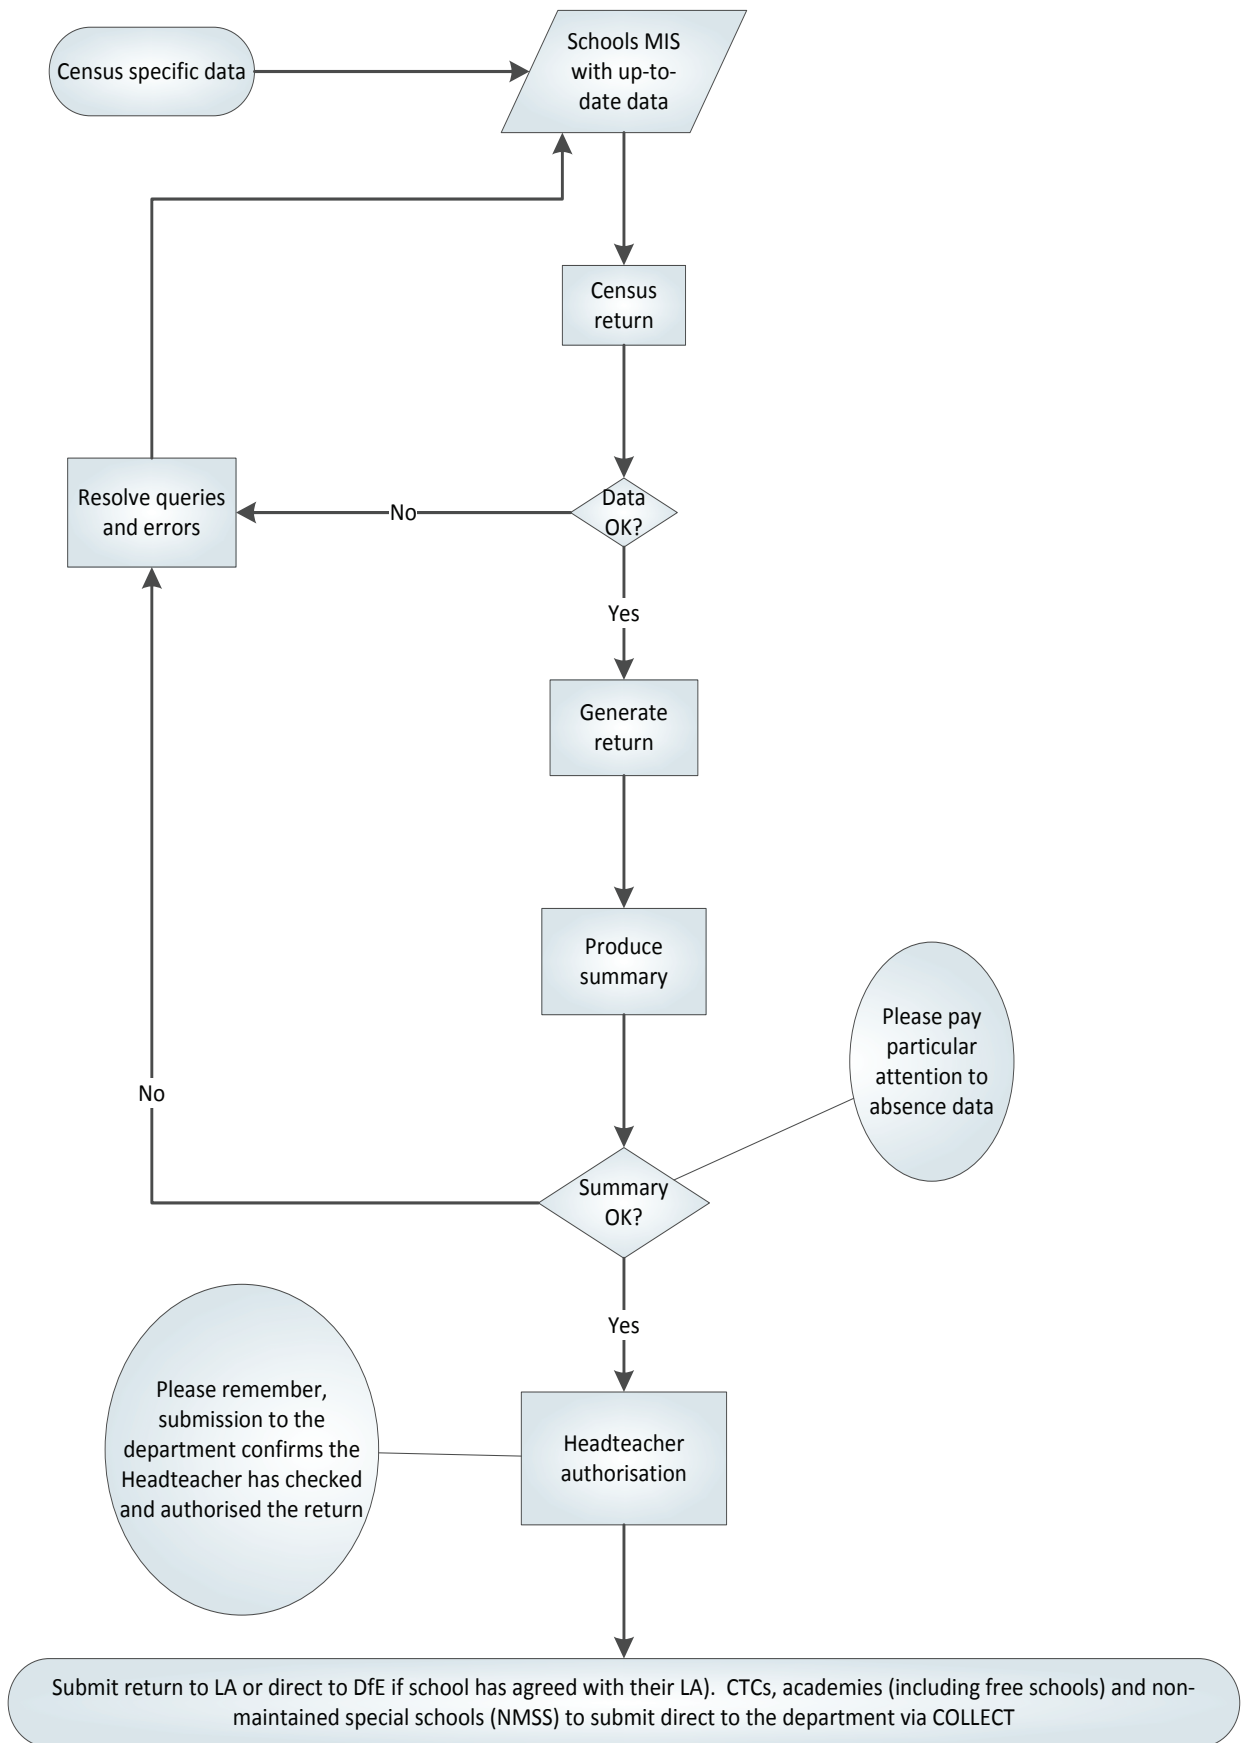 Census specific data
Schools MIS
with up-to-
date data
Census
return
Data
OK?
No
Resolve queries
and errors
Yes
Generate
return
Produce
summary
Please pay
particular
attention to
absence data
No
Summary
OK?
Yes
Please remember,
submission to the
department confirms the
Headteacher has checked
and authorised the return
Headteacher
authorisation
Submit return to LA or direct to DfE if school has agreed with their LA).  CTCs, academies (including free schools) and non-
maintained special schools (NMSS) to submit direct to the department via COLLECT